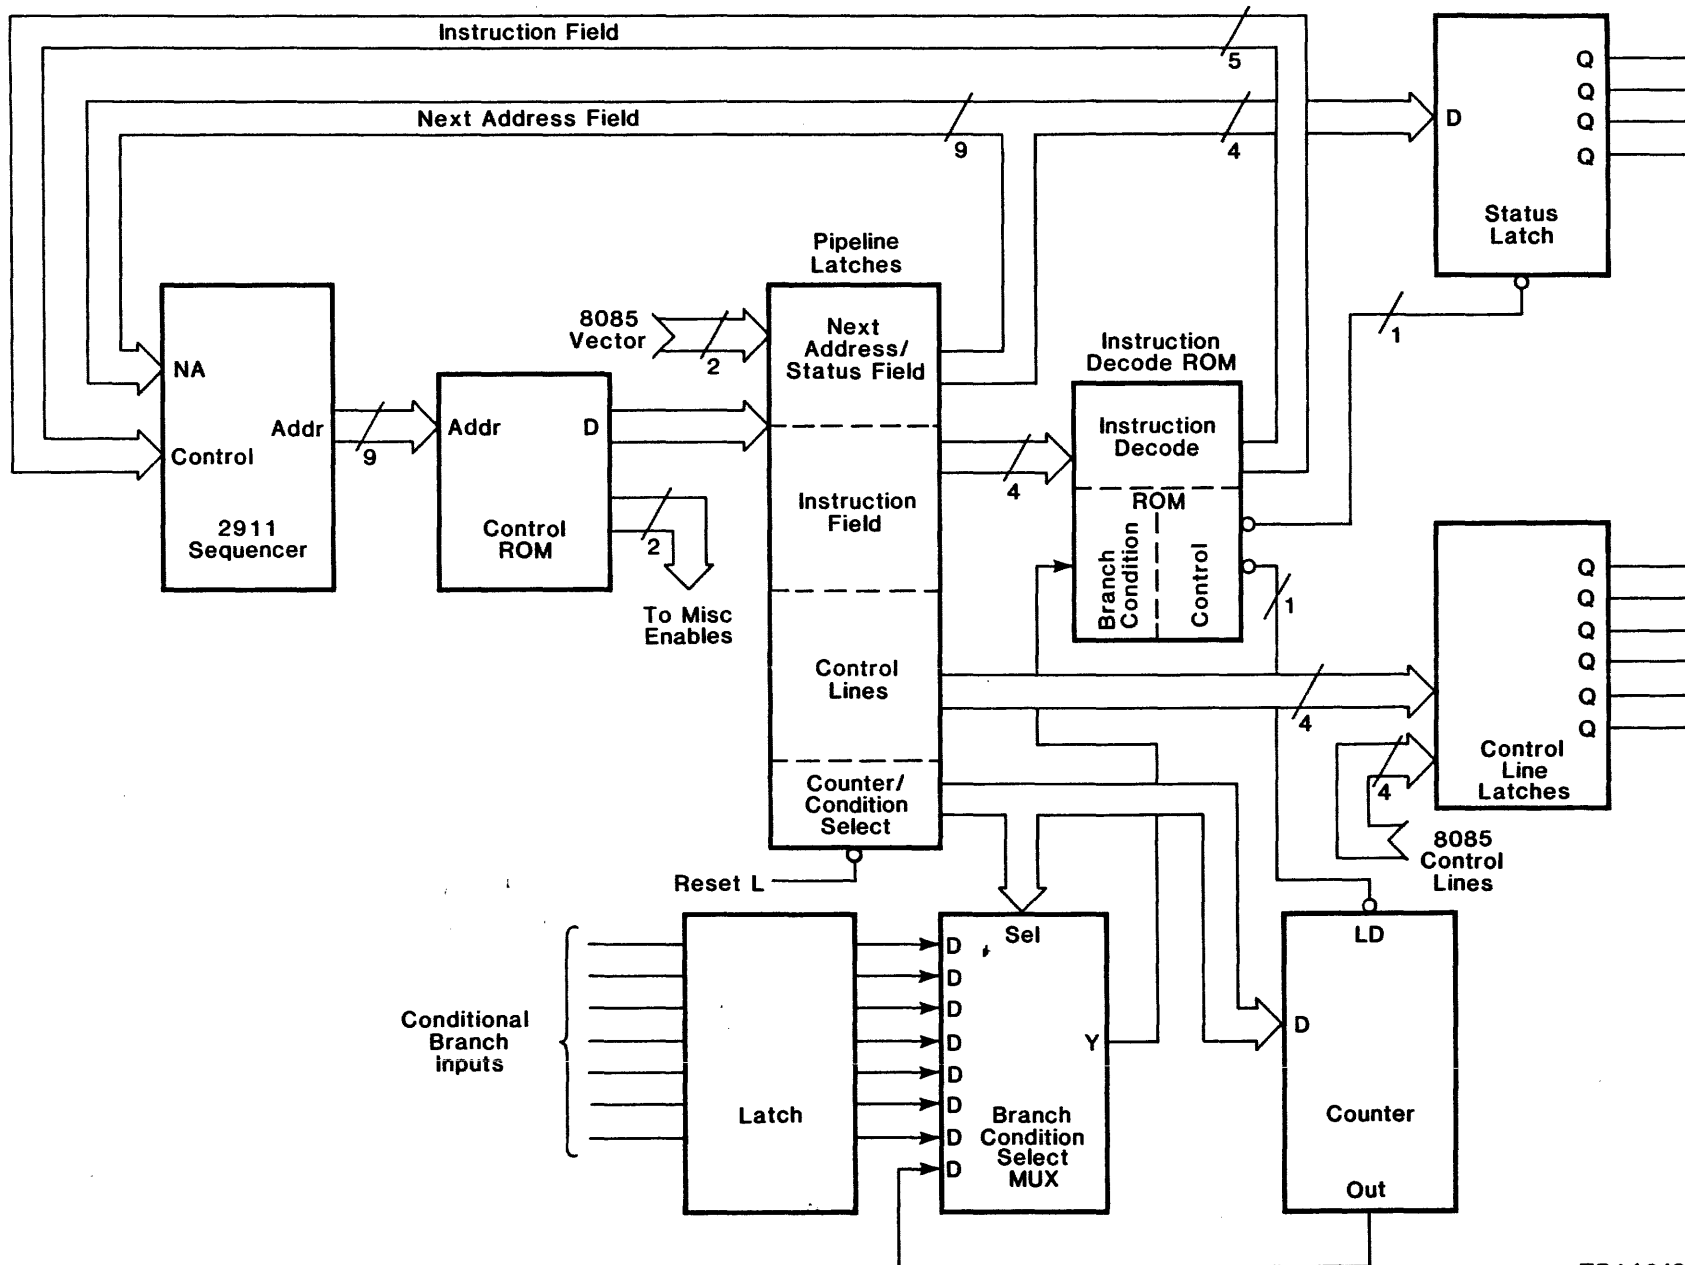 Instruction Field
5
Next Address Field
9
4
D
Q
Q
Q
Q
Status
Latch
1
Pipeline
Latches
8085
Vector
2
Next
Address/
Status Field
Instruction
Field
Control
Lines
Counter/
Condition
Select
NA
Control
Addr
2911
Sequencer
9
Addr
D
Control
ROM
2
To Misc
Enables
4
Instruction
Decode ROM
Instruction
Decode
ROM
Branch
Condition
Control
1
4
4
Q
Q
Q
Q
Q
Q
Control
Line
Latches
8085
Control
Lines
Reset L
Conditional
Branch
Inputs
Latch
Sel
D
D
D
D
D
D
D
D
Y
Branch
Condition
Select
MUX
LD
D
Counter
Out